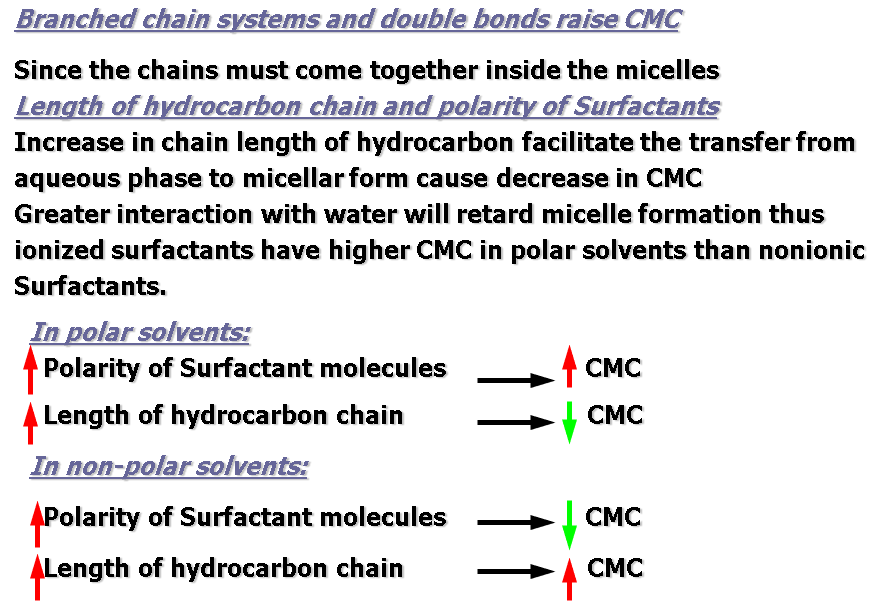 Branched chain systems and double bonds raise CMC
Since the chains must come together inside the micelles
Length of hydrocarbon chain and polarity of Surfactants
Increase in chain length of hydrocarbon facilitate the transfer from
aqueous phase to micellar form cause decrease in CMC
Greater interaction with water will retard micelle formation thus
ionized surfactants have higher CMC in polar solvents than nonionic
Surfactants.
In polar solvents:
Polarity of Surfactant molecules CMC
Length of hydrocarbon chain CMC
In non-polar solvents:
Polarity of Surfactant molecules CMC
Length of hydrocarbon chain CMC